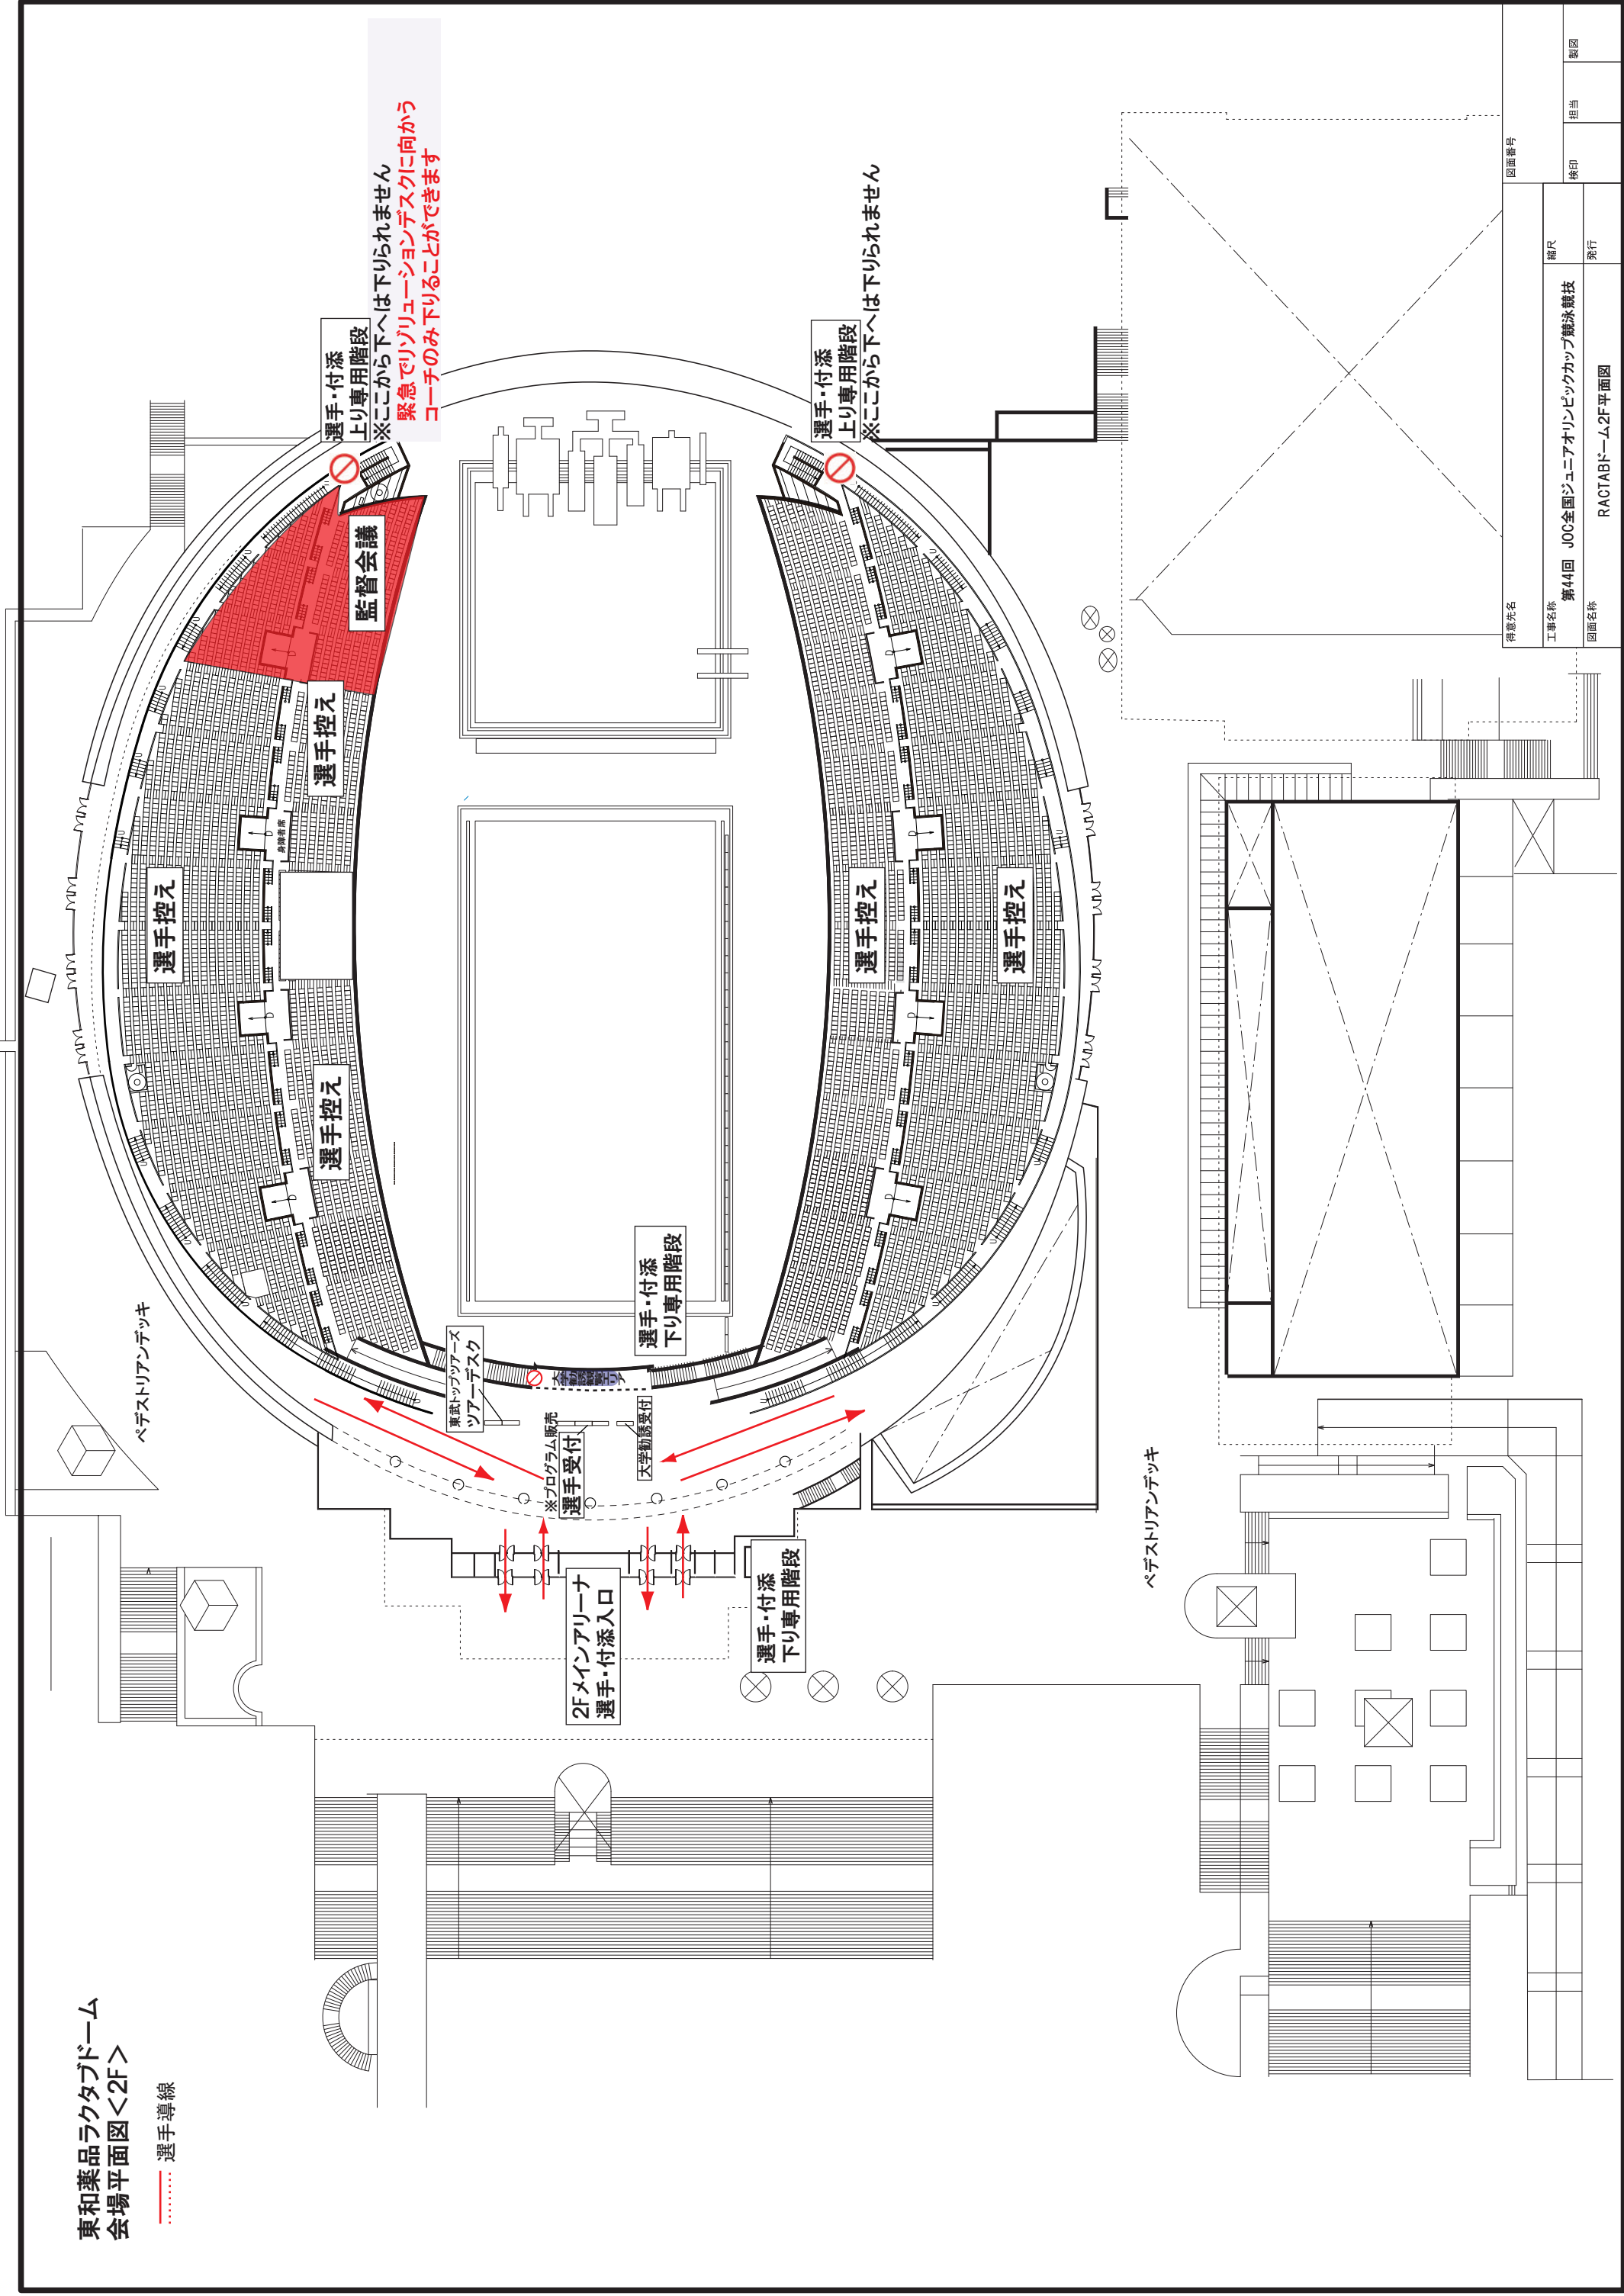 東和薬品ラクタブドーム
会場平面図＜2F＞
選手導線
ペデストリアンデッキ
選手・付添
上り専用階段
※ここから下へは下りられません
緊急でリゾリューションデスクに向かう
コーチのみ下りることができます
監督会議
選手控え
選手控え
選手控え
身障者席
東武トップツアーズ
ツアーデスク
※プログラム販売
選手受付
大学勧誘受付
選手・付添
下り専用階段
2Fメインアリーナ
選手・付添入口
選手・付添
下り専用階段
選手・付添
上り専用階段
※ここから下へは下りられません
選手控え
選手控え
ペデストリアンデッキ
得意先名
図面番号
工事名称
第44回 JOC全国ジュニアオリンピックカップ競泳競技
縮尺
検印
担当
製図
図面名称
RACTABドーム2F平面図
発行